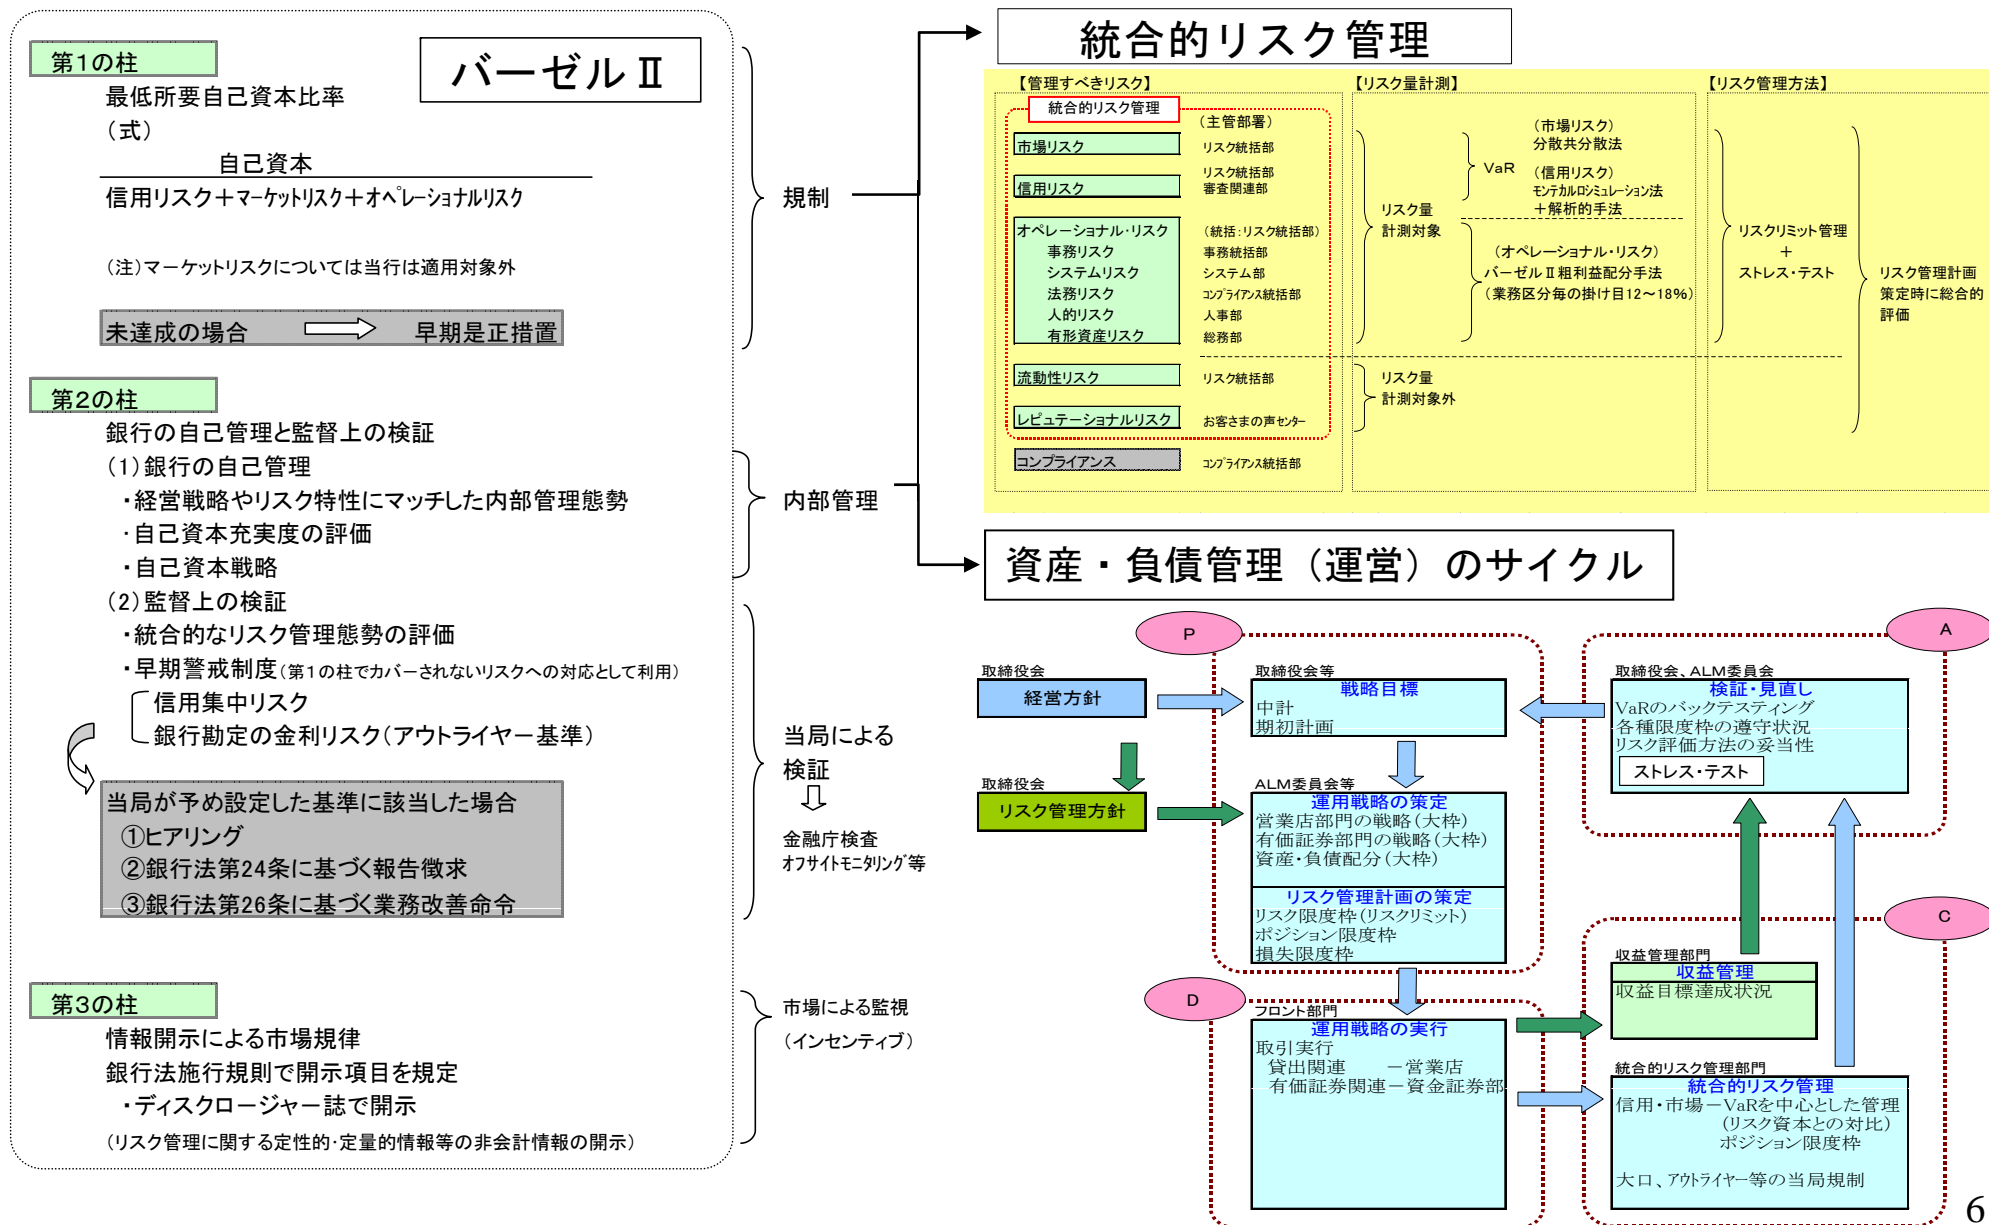 バーゼルⅡ
第1の柱
最低所要自己資本比率
(式)
自己資本
信用リスク＋マーケットリスク＋オペレーショナルリスク
(注)マーケットリスクについては当行は適用対象外
未達成の場合 早期是正措置
規制
第2の柱
銀行の自己管理と監督上の検証
(1)銀行の自己管理
・経営戦略やリスク特性にマッチした内部管理態勢
・自己資本充実度の評価
・自己資本戦略
内部管理
(2)監督上の検証
・統合的なリスク管理態勢の評価
・早期警戒制度(第1の柱でカバーされないリスクへの対応として利用)
信用集中リスク
銀行勘定の金利リスク(アウトライヤー基準)
当局が予め設定した基準に該当した場合
①ヒアリング
②銀行法第24条に基づく報告徴求
③銀行法第26条に基づく業務改善命令
当局による
検証
金融庁検査
オフサイトモニタリング等
第3の柱
情報開示による市場規律
銀行法施行規則で開示項目を規定
・ディスクロージャー誌で開示
(リスク管理に関する定性的・定量的情報等の非会計情報の開示)
市場による監視
(インセンティブ)
統合的リスク管理
【管理すべきリスク】 【リスク量計測】 【リスク管理方法】
統合的リスク管理
(主管部署)
市場リスク リスク統括部
信用リスク リスク統括部
審査関連部
オペレーショナル・リスク (統括：リスク統括部)
事務リスク 事務統括部
システムリスク システム部
法務リスク コンプライアンス統括部
人的リスク 人事部
有形資産リスク 総務部
流動性リスク リスク統括部
レピュテーショナルリスク お客さまの声センター
コンプライアンス コンプライアンス統括部
リスク量
計測対象
VaR
(市場リスク)
分散共分散法
(信用リスク)
モンテカルロシミュレーション法
＋解析的手法
(オペレーショナル・リスク)
バーゼルⅡ粗利益配分手法
(業務区分毎の掛け目12～18%)
リスク量
計測対象外
リスクリミット管理
＋
ストレス・テスト
リスク管理計画
策定時に総合的
評価
資産・負債管理（運営）のサイクル
P
取締役会
経営方針
取締役会
リスク管理方針
取締役会等
戦略目標
中計
期初計画
ALM委員会等
運用戦略の策定
営業店部門の戦略(大枠)
有価証券部門の戦略(大枠)
資産・負債配分(大枠)
リスク管理計画の策定
リスク限度枠(リスクリミット)
ポジション限度枠
損失限度枠
D
フロント部門
運用戦略の実行
取引実行
貸出関連 －営業店
有価証券関連－資金証券部
A
取締役会、ALM委員会
検証・見直し
VaRのバックテスティング
各種限度枠の遵守状況
リスク評価方法の妥当性
ストレス・テスト
C
収益管理部門
収益管理
収益目標達成状況
統合的リスク管理部門
統合的リスク管理
信用・市場－VaRを中心とした管理
(リスク資本との対比)
ポジション限度枠
大口、アウトライヤー等の当局規制
6